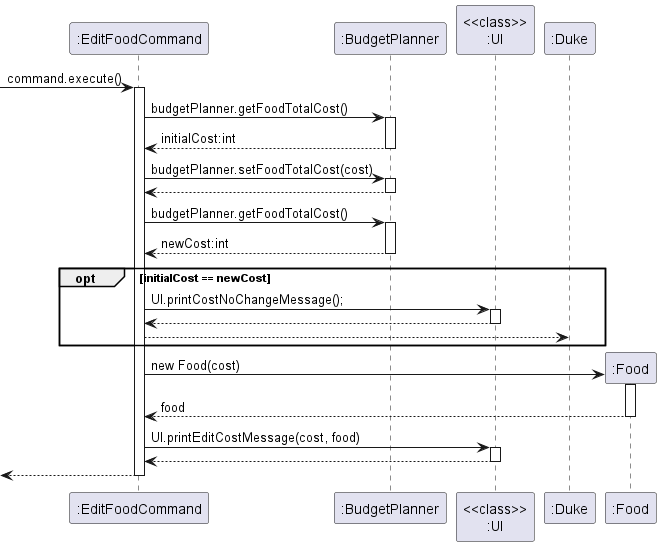 :EditFoodCommand
:BudgetPlanner
<<class>>
:UI
:Duke
command.execute()
budgetPlanner.getFoodTotalCost()
initialCost:int
budgetPlanner.setFoodTotalCost(cost)
budgetPlanner.getFoodTotalCost()
newCost:int
opt
[initialCost == newCost]
UI.printCostNoChangeMessage();
new Food(cost)
:Food
food
UI.printEditCostMessage(cost, food)
:EditFoodCommand
:BudgetPlanner
<<class>>
:UI
:Duke
:Food